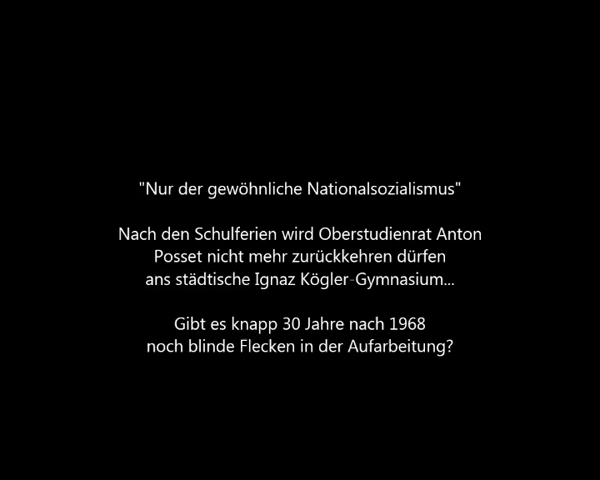 "Nur der gewöhnliche Nationalsozialismus"
Nach den Schulferien wird Oberstudienrat Anton
Posset nicht mehr zurückkehren dürfen
ans städtische Ignaz Kögler-Gymnasium...
Gibt es knapp 30 Jahre nach 1968
noch blinde Flecken in der Aufarbeitung?